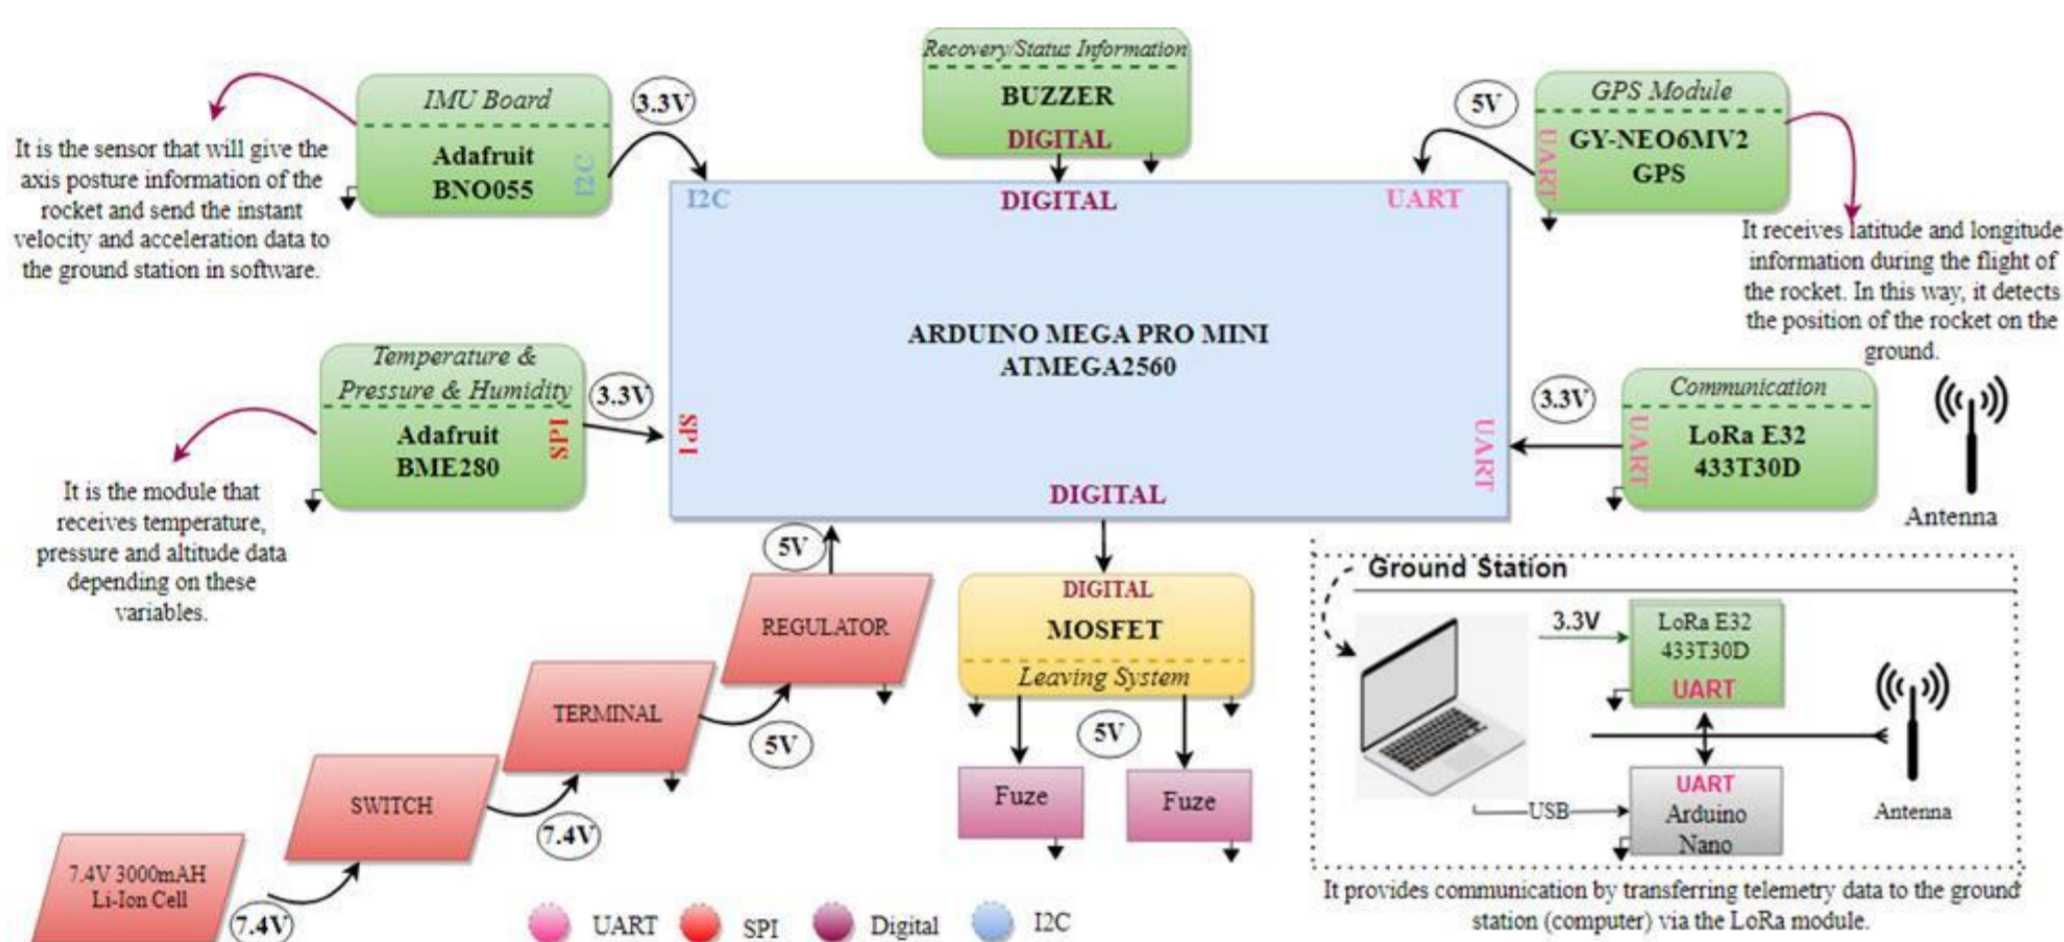 Recovery/Status Information
BUZZER
DIGITAL
IMU Board
Adafruit
BNO055
I2C
3.3V
It is the sensor that will give the
axis posture information of the
rocket and send the instant
velocity and acceleration data to
the ground station in software.
GPS Module
GY-NEO6MV2
GPS
UART
5V
It receives latitude and longitude
information during the flight of
the rocket. In this way, it detects
the position of the rocket on the
ground.
I2C
DIGITAL
UART
ARDUINO MEGA PRO MINI
ATMEGA2560
SPI
UART
DIGITAL
Temperature &
Pressure & Humidity
Adafruit
BME280
SPI
3.3V
It is the module that
receives temperature,
pressure and altitude data
depending on these
variables.
3.3V
Communication
LoRa E32
433T30D
UART
Antenna
5V
REGULATOR
TERMINAL
5V
SWITCH
7.4V
7.4V 3000mAH
Li-Ion Cell
7.4V
DIGITAL
MOSFET
Leaving System
5V
Fuze
Fuze
Ground Station
3.3V
LoRa E32
433T30D
UART
UART
Arduino
Nano
USB
Antenna
It provides communication by transferring telemetry data to the ground
station (computer) via the LoRa module.
UART
SPI
Digital
I2C